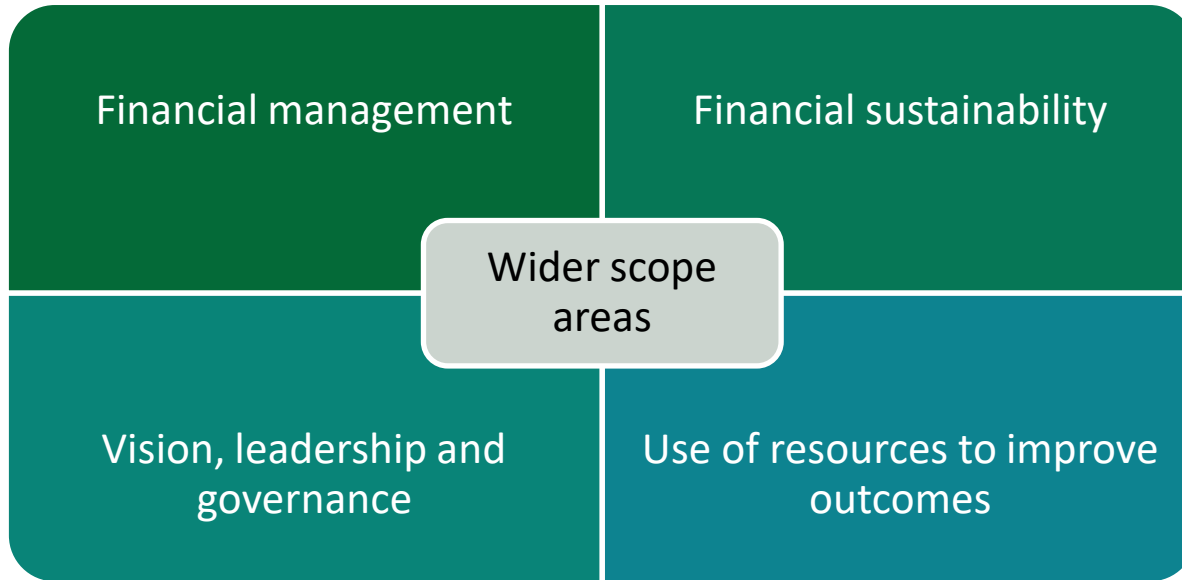 Financial management
Financial sustainability
Wider scope
areas
Vision, leadership and
governance
Use of resources to improve
outcomes